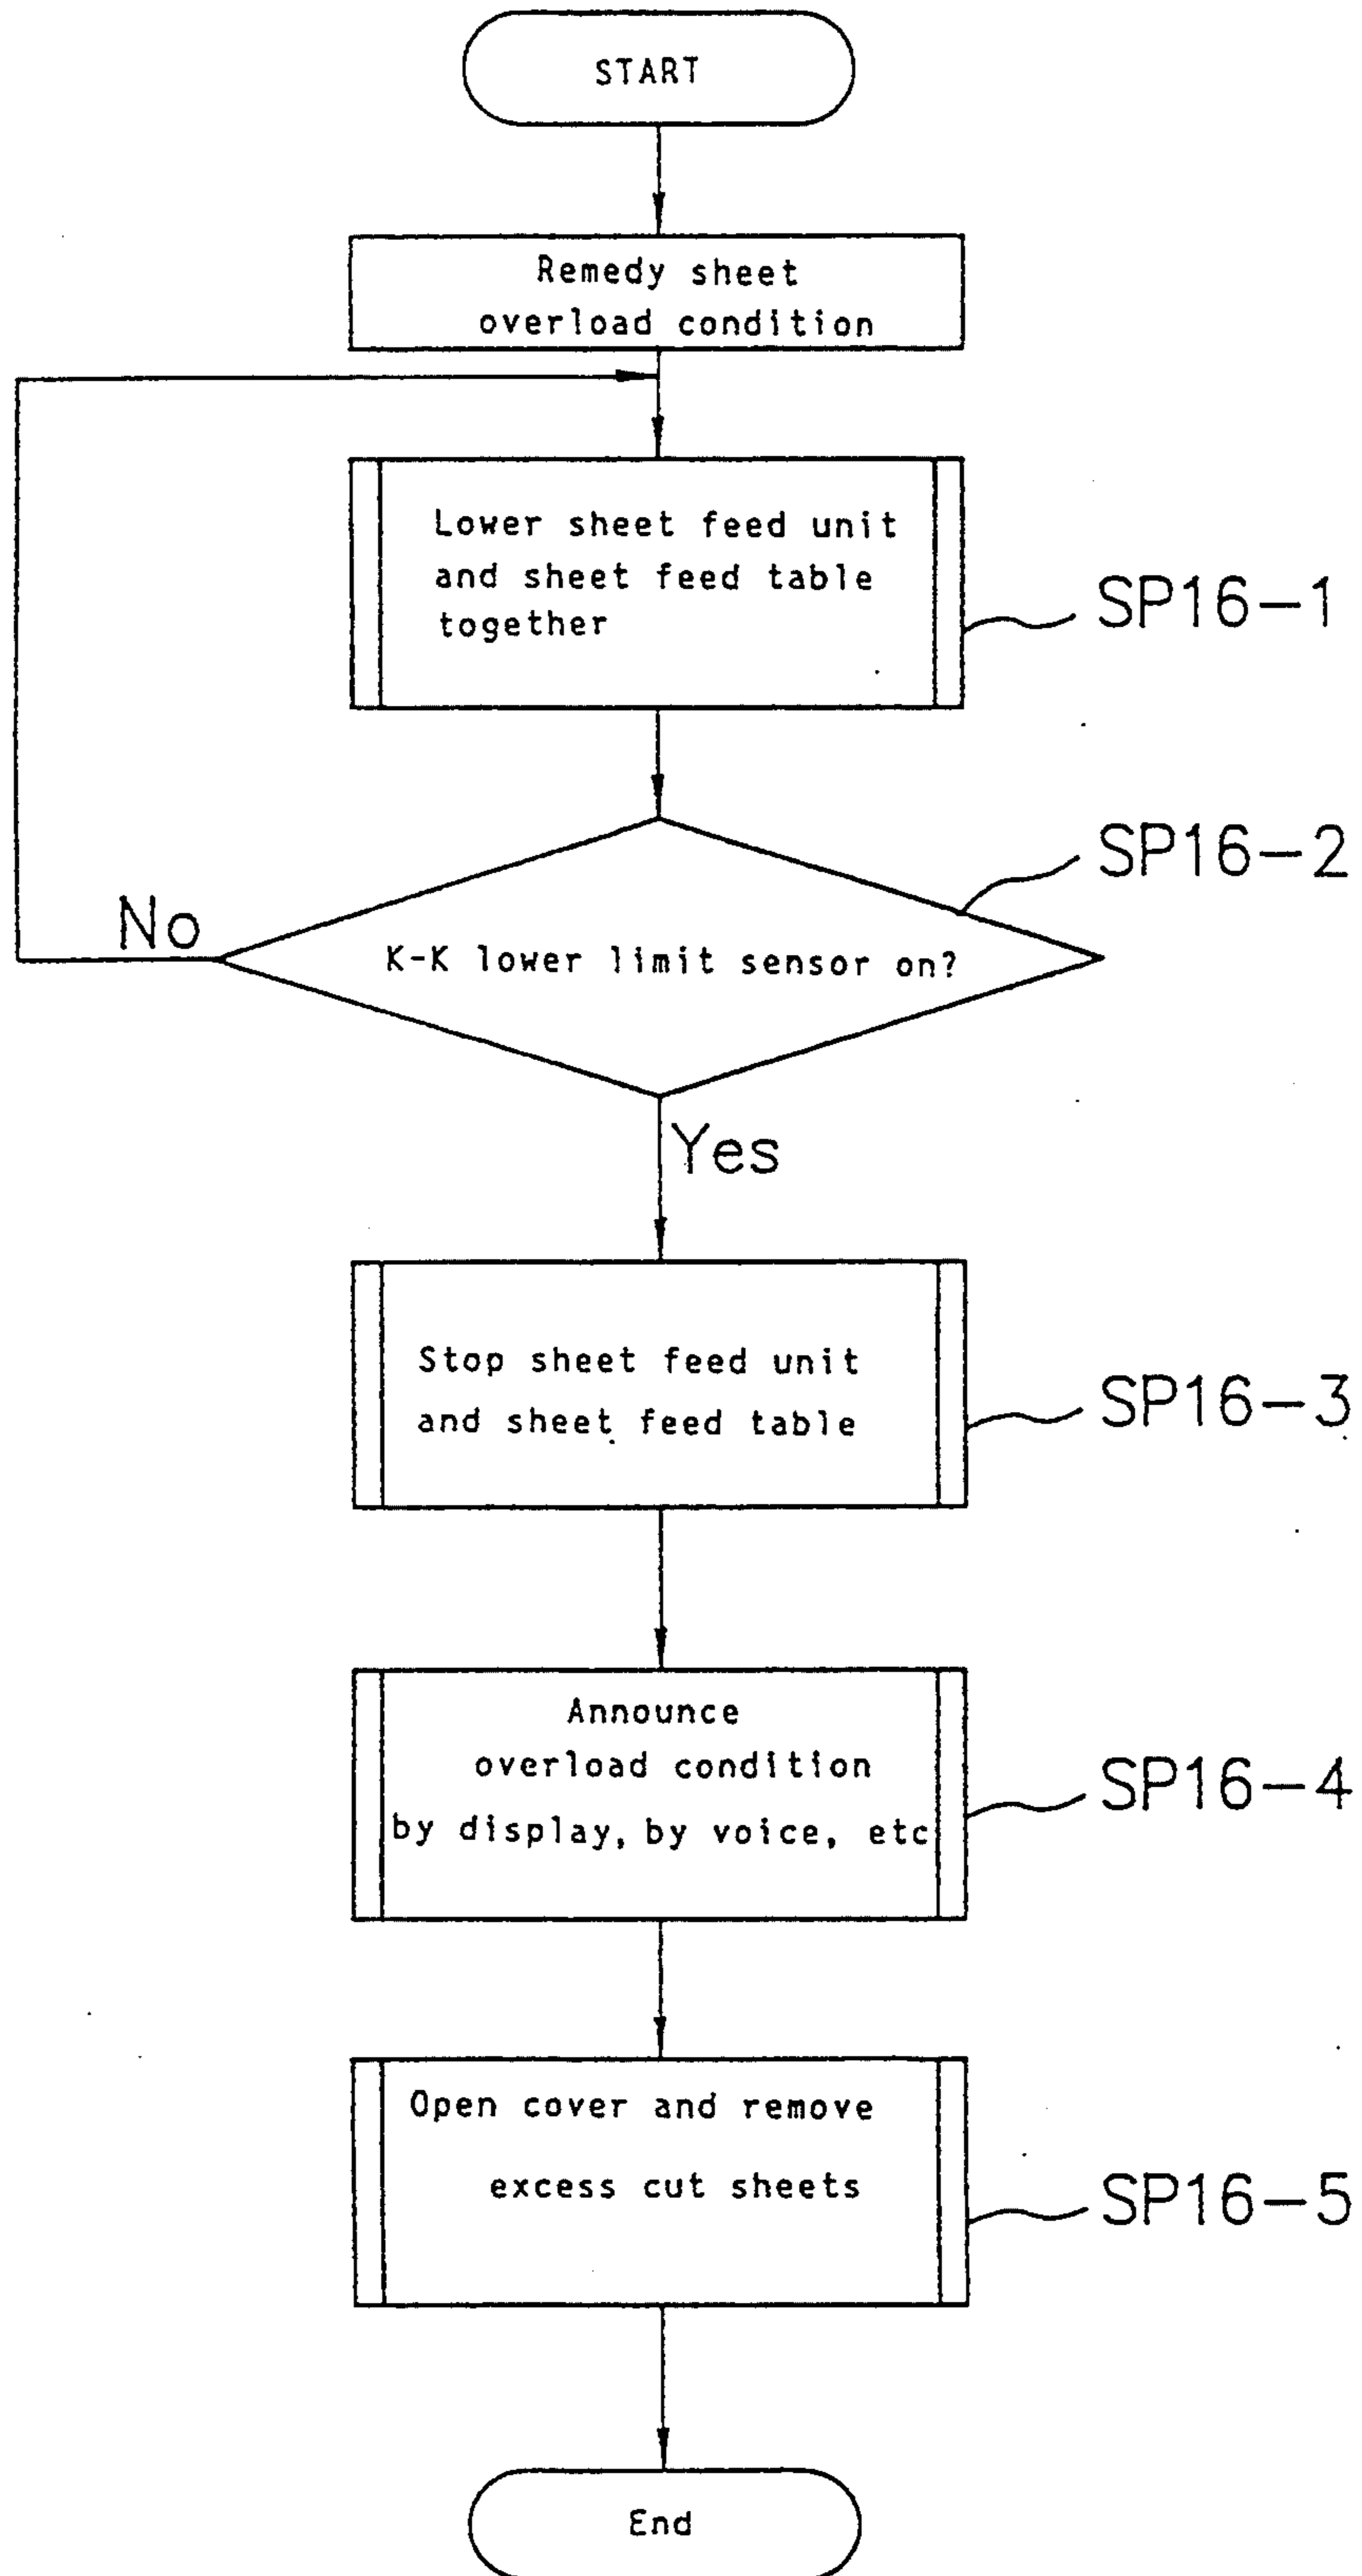 START
Remedy sheet
overload condition
Lower sheet feed unit
and sheet feed table
together
SP16-1
SP16-2
No
K-K lower limit sensor on?
Yes
Stop sheet feed unit
and sheet feed table
SP16-3
Announce
overload condition
by display, by voice, etc
SP16-4
Open cover and remove
excess cut sheets
SP16-5
End